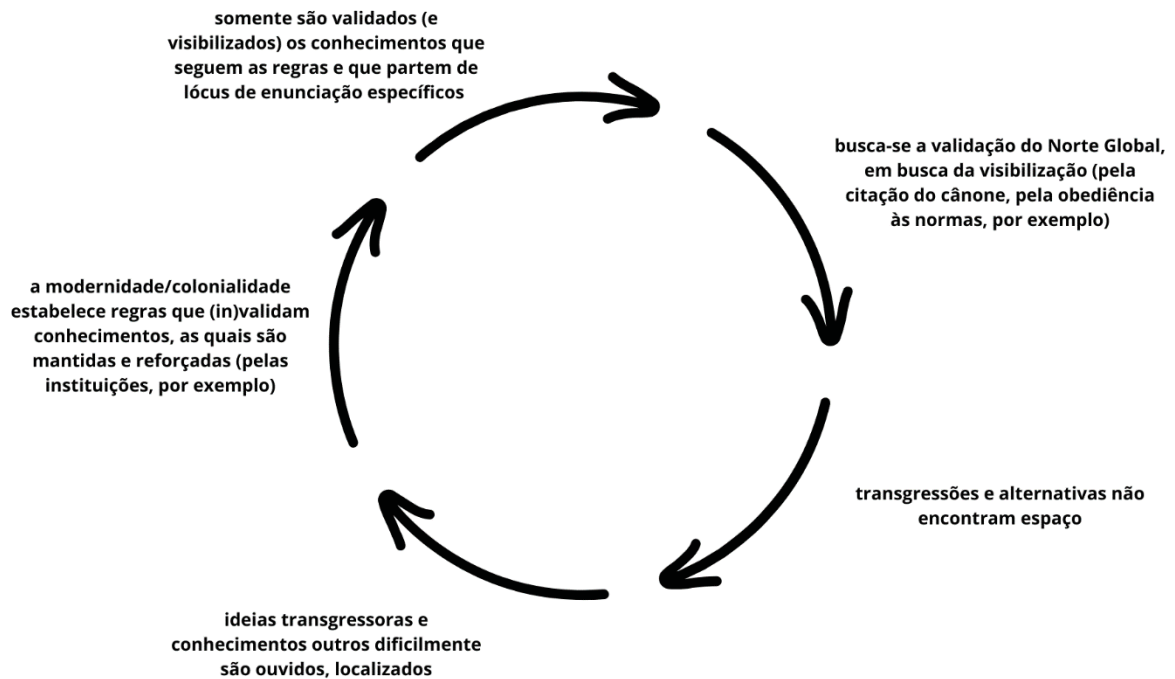 somente são validados (e
visibilizados) os conhecimentos que
seguem as regras e que partem de
lócus de enunciação específicos
busca-se a validação do Norte Global,
em busca da visibilização (pela
citação do cânone, pela obediência
às normas, por exemplo)
a modernidade/colonialidade
estabelece regras que (in)validam
conhecimentos, as quais são
mantidas e reforçadas (pelas
instituições, por exemplo)
transgressões e alternativas não
encontram espaço
ideias transgressoras e
conhecimentos outros dificilmente
são ouvidos, localizados